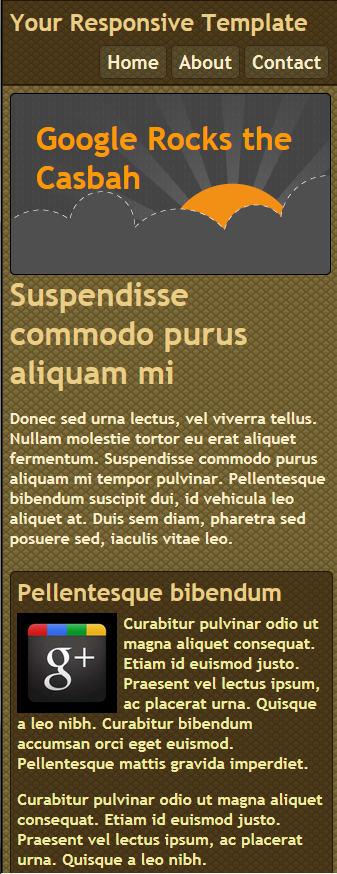 Your Responsive Template
Home About Contact
Google Rocks the
Casbah
Suspendisse
commodo purus
aliquam mi
Donec sed urna lectus, vel viverra tellus.
Nullam molestie tortor eu erat aliquet
fermentum. Suspendisse commodo purus
aliquam mi tempor pulvinar. Pellentesque
bibendum suscipit dui, id vehicula leo
aliquet at. Duis sem diam, pharetra sed
posuere sed, iaculis vitae leo.
Pellentesque bibendum
g+
Curabitur pulvinar odio ut
magna aliquet consequat.
Etiam id euismod justo.
Praesent vel lectus ipsum,
ac placerat urna. Quisque
a leo nibh. Curabitur bibendum
accumsan orci eget euismod.
Pellentesque mattis gravida imperdiet.
Curabitur pulvinar odio ut magna aliquet
consequat. Etiam id euismod justo.
Praesent vel lectus ipsum, ac placerat
urna. Quisque a leo nibh.